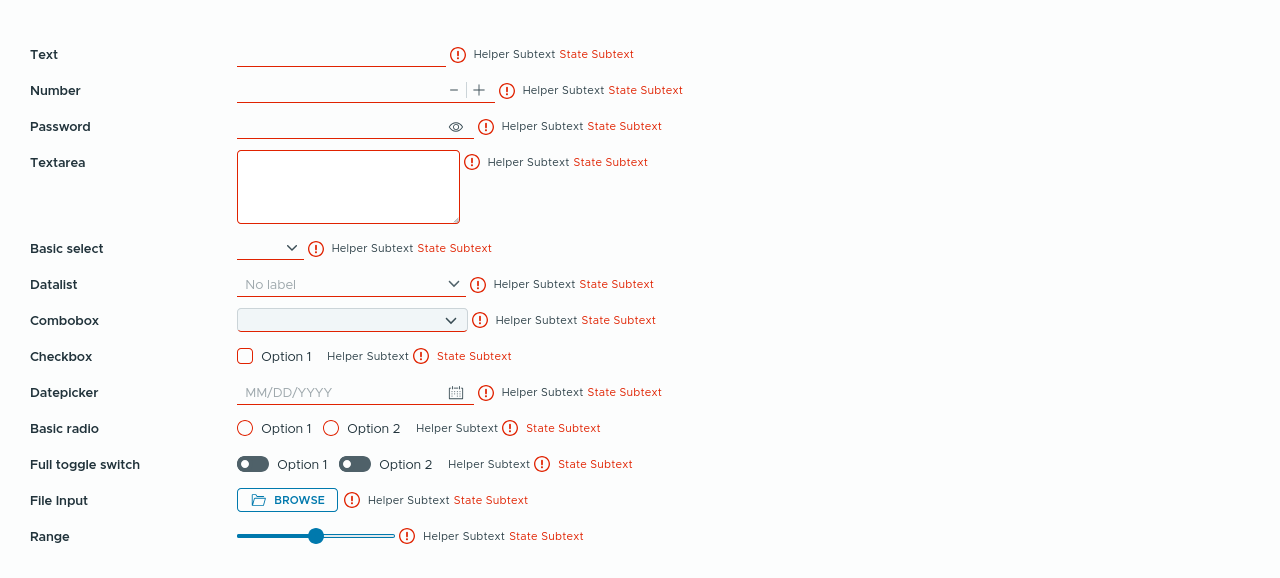 Text Helper Subtext State Subtext
Number Helper Subtext State Subtext
Password Helper Subtext State Subtext
Textarea Helper Subtext State Subtext
Basic select Helper Subtext State Subtext
Datalist No label Helper Subtext State Subtext
Combobox Helper Subtext State Subtext
Checkbox Option 1 Helper Subtext State Subtext
Datepicker MM/DD/YYYY Helper Subtext State Subtext
Basic radio Option 1 Option 2 Helper Subtext State Subtext
Full toggle switch Option 1 Option 2 Helper Subtext State Subtext
File Input BROWSE Helper Subtext State Subtext
Range Helper Subtext State Subtext